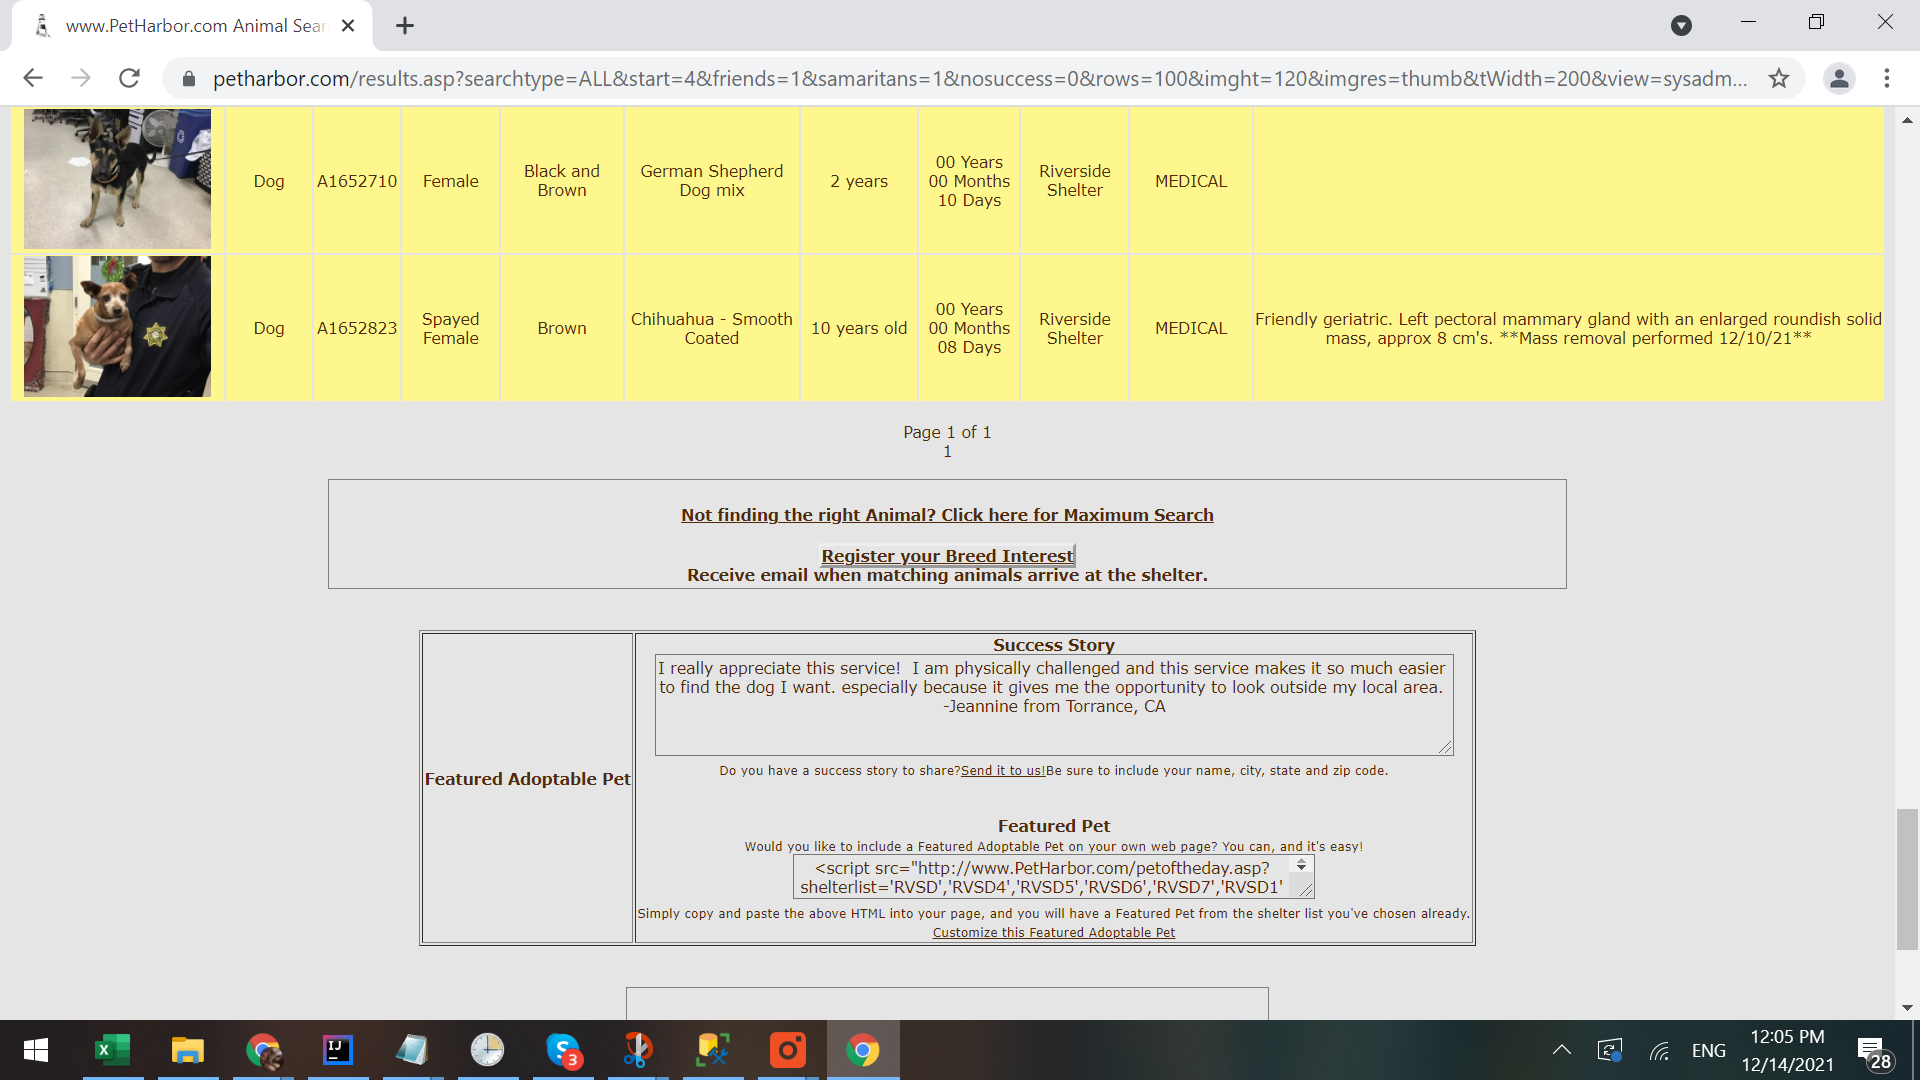 www.PetHarbor.com Animal Sear
petharbor.com/results.asp?searchtype=ALL&start=4&friends=1&samaritans=1&nosuccess=0&rows=100&imght=120&imgres=thumb&tWidth=200&view=sysadm...
Dog A1652710 Female Black and Brown German Shepherd Dog mix 2 years 00 Years 00 Months 10 Days Riverside Shelter MEDICAL
Dog A1652823 Spayed Female Brown Chihuahua - Smooth Coated 10 years old 00 Years 00 Months 08 Days Riverside Shelter MEDICAL Friendly geriatric. Left pectoral mammary gland with an enlarged roundish solid mass, approx 8 cm's. **Mass removal performed 12/10/21**
Page 1 of 1
1
Not finding the right Animal? Click here for Maximum Search
Register your Breed Interest
Receive email when matching animals arrive at the shelter.
Featured Adoptable Pet
Success Story
I really appreciate this service!  I am physically challenged and this service makes it so much easier
to find the dog I want. especially because it gives me the opportunity to look outside my local area.
-Jeannine from Torrance, CA
Do you have a success story to share?Send it to us!Be sure to include your name, city, state and zip code.
Featured Pet
Would you like to include a Featured Adoptable Pet on your own web page? You can, and it's easy!
<script src="http://www.PetHarbor.com/petoftheday.asp?
shelterlist='RVSD','RVSD4','RVSD5','RVSD6','RVSD7','RVSD1'
Simply copy and paste the above HTML into your page, and you will have a Featured Pet from the shelter list you've chosen already.
Customize this Featured Adoptable Pet
X
IJ
S
3
ENG
12:05 PM
12/14/2021
28